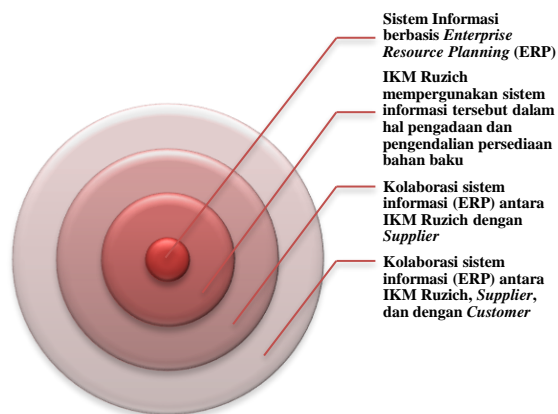 Sistem Informasi
berbasis Enterprise
Resource Planning (ERP)
IKM Ruzich
mempergunakan sistem
informasi tersebut dalam
hal pengadaan dan
pengendalian persediaan
bahan baku
Kolaborasi sistem
informasi (ERP) antara
IKM Ruzich dengan
Supplier
Kolaborasi sistem
informasi (ERP) antara
IKM Ruzich, Supplier,
dan dengan Customer